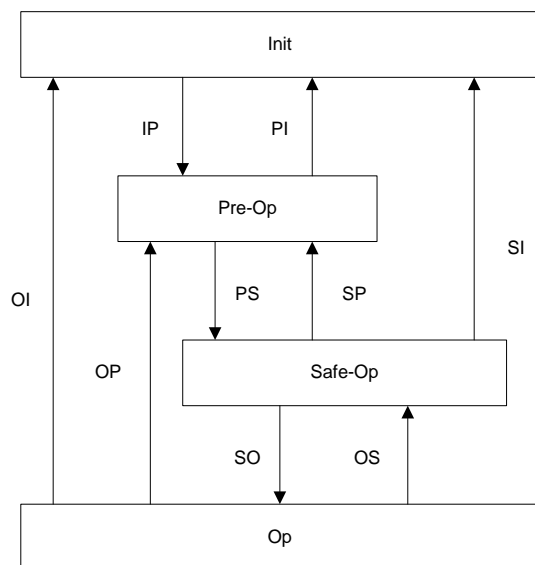 Init
IP PI
Pre-Op
SI
PS SP
OI
OP
Safe-Op
SO OS
Op